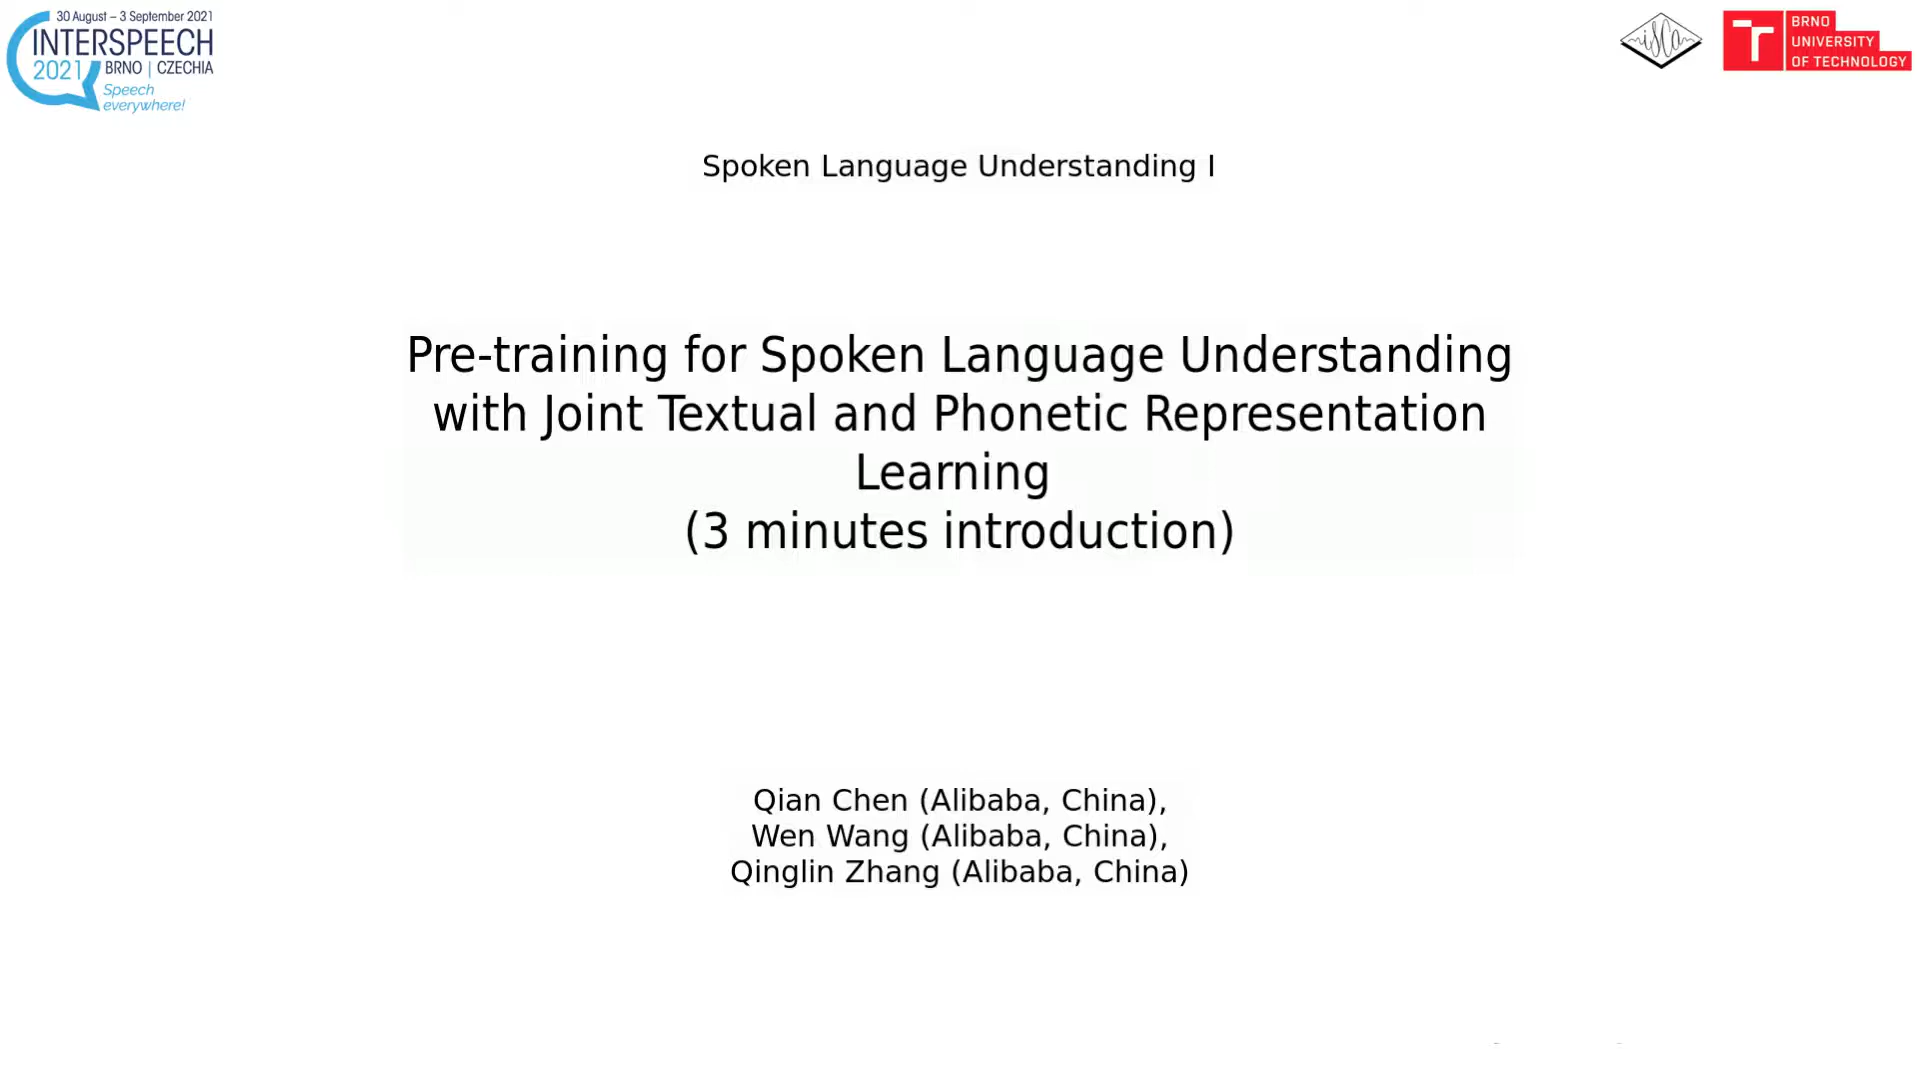 30 August – 3 September 2021
INTERSPEECH
2021 BRNO | CZECHIA
Speech
everywhere!
isca
BRNO
UNIVERSITY
OF TECHNOLOGY
Spoken Language Understanding I
Pre-training for Spoken Language Understanding
with Joint Textual and Phonetic Representation
Learning
(3 minutes introduction)
Qian Chen (Alibaba, China),
Wen Wang (Alibaba, China),
Qinglin Zhang (Alibaba, China)